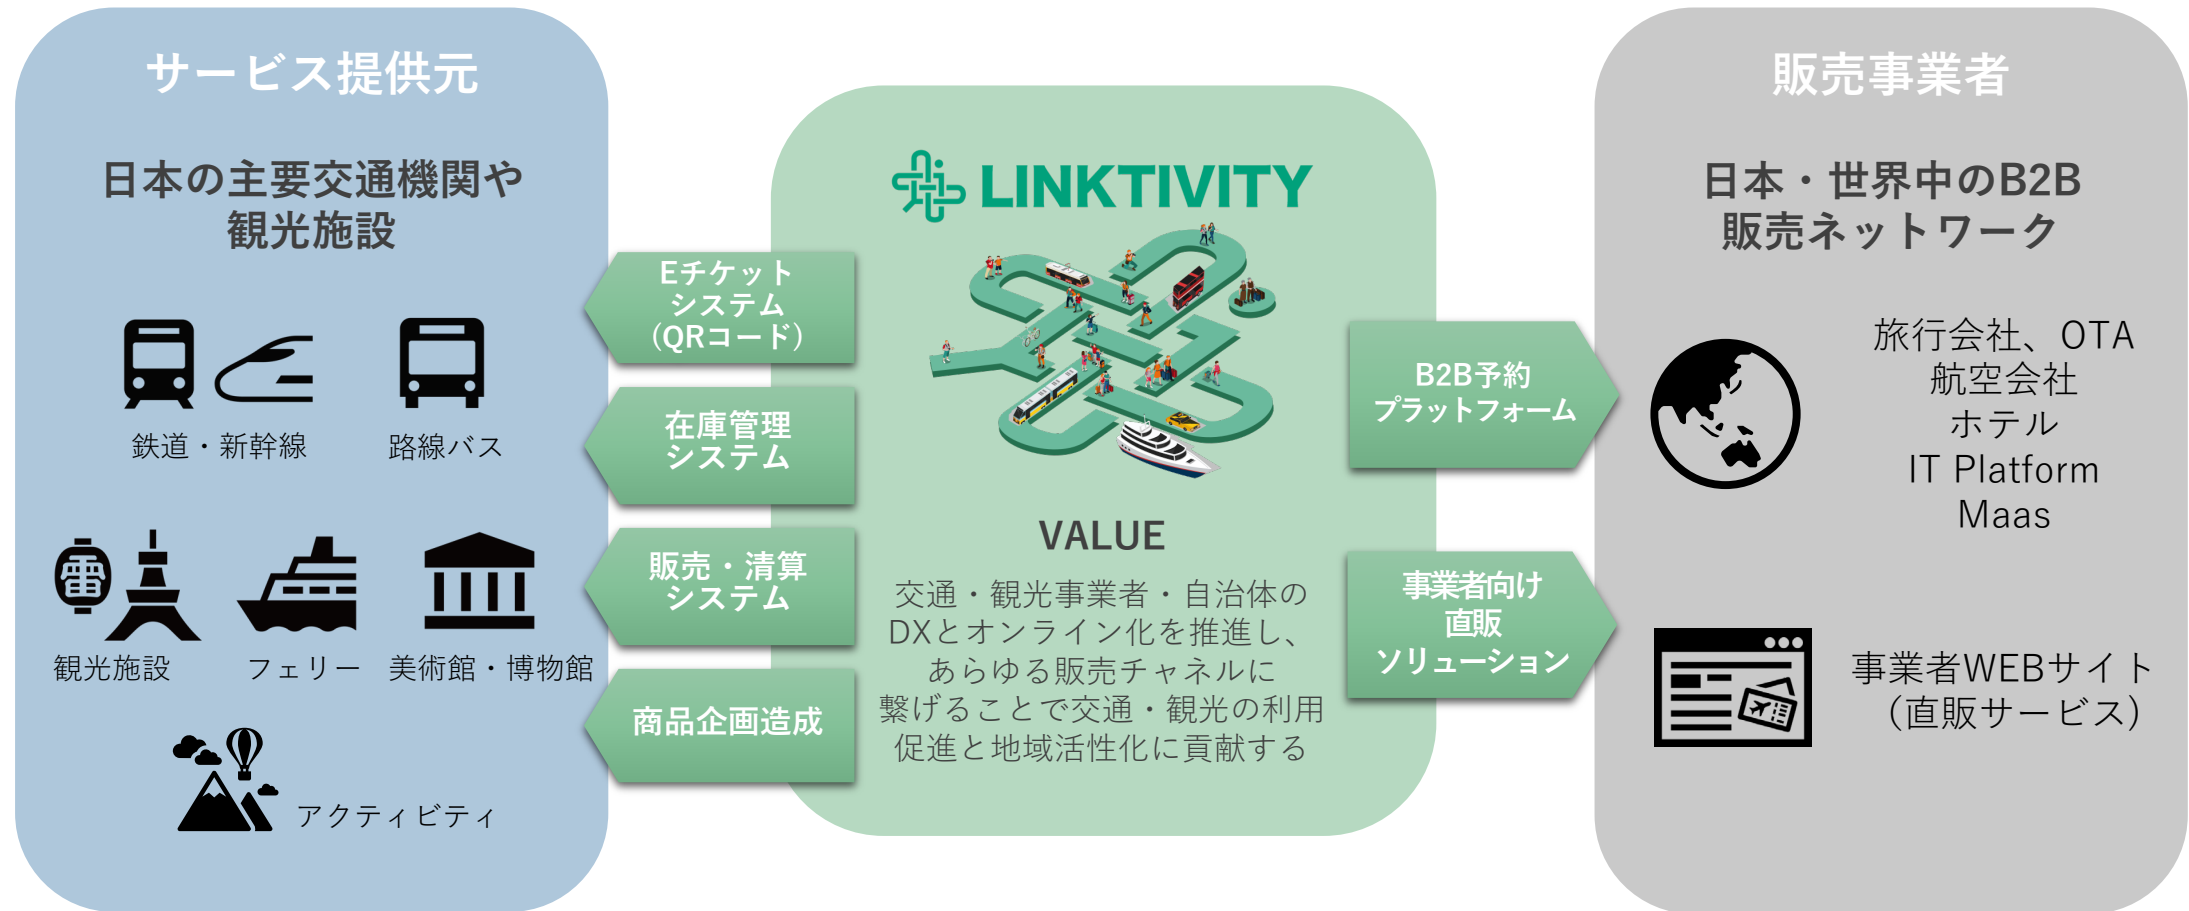 サービス提供元
日本の主要交通機関や
観光施設
鉄道・新幹線
路線バス
雷
観光施設
フェリー
美術館・博物館
アクティビティ
Eチケット
システム
（QRコード）
在庫管理
システム
販売・清算
システム
商品企画造成
LINKTIVITY
VALUE
交通・観光事業者・自治体の
DXとオンライン化を推進し、
あらゆる販売チャネルに
繋げることで交通・観光の利用
促進と地域活性化に貢献する
B2B予約
プラットフォーム
事業者向け
直販
ソリューション
販売事業者
日本・世界中のB2B
販売ネットワーク
旅行会社、OTA
航空会社
ホテル
IT Platform
Maas
事業者WEBサイト
（直販サービス）